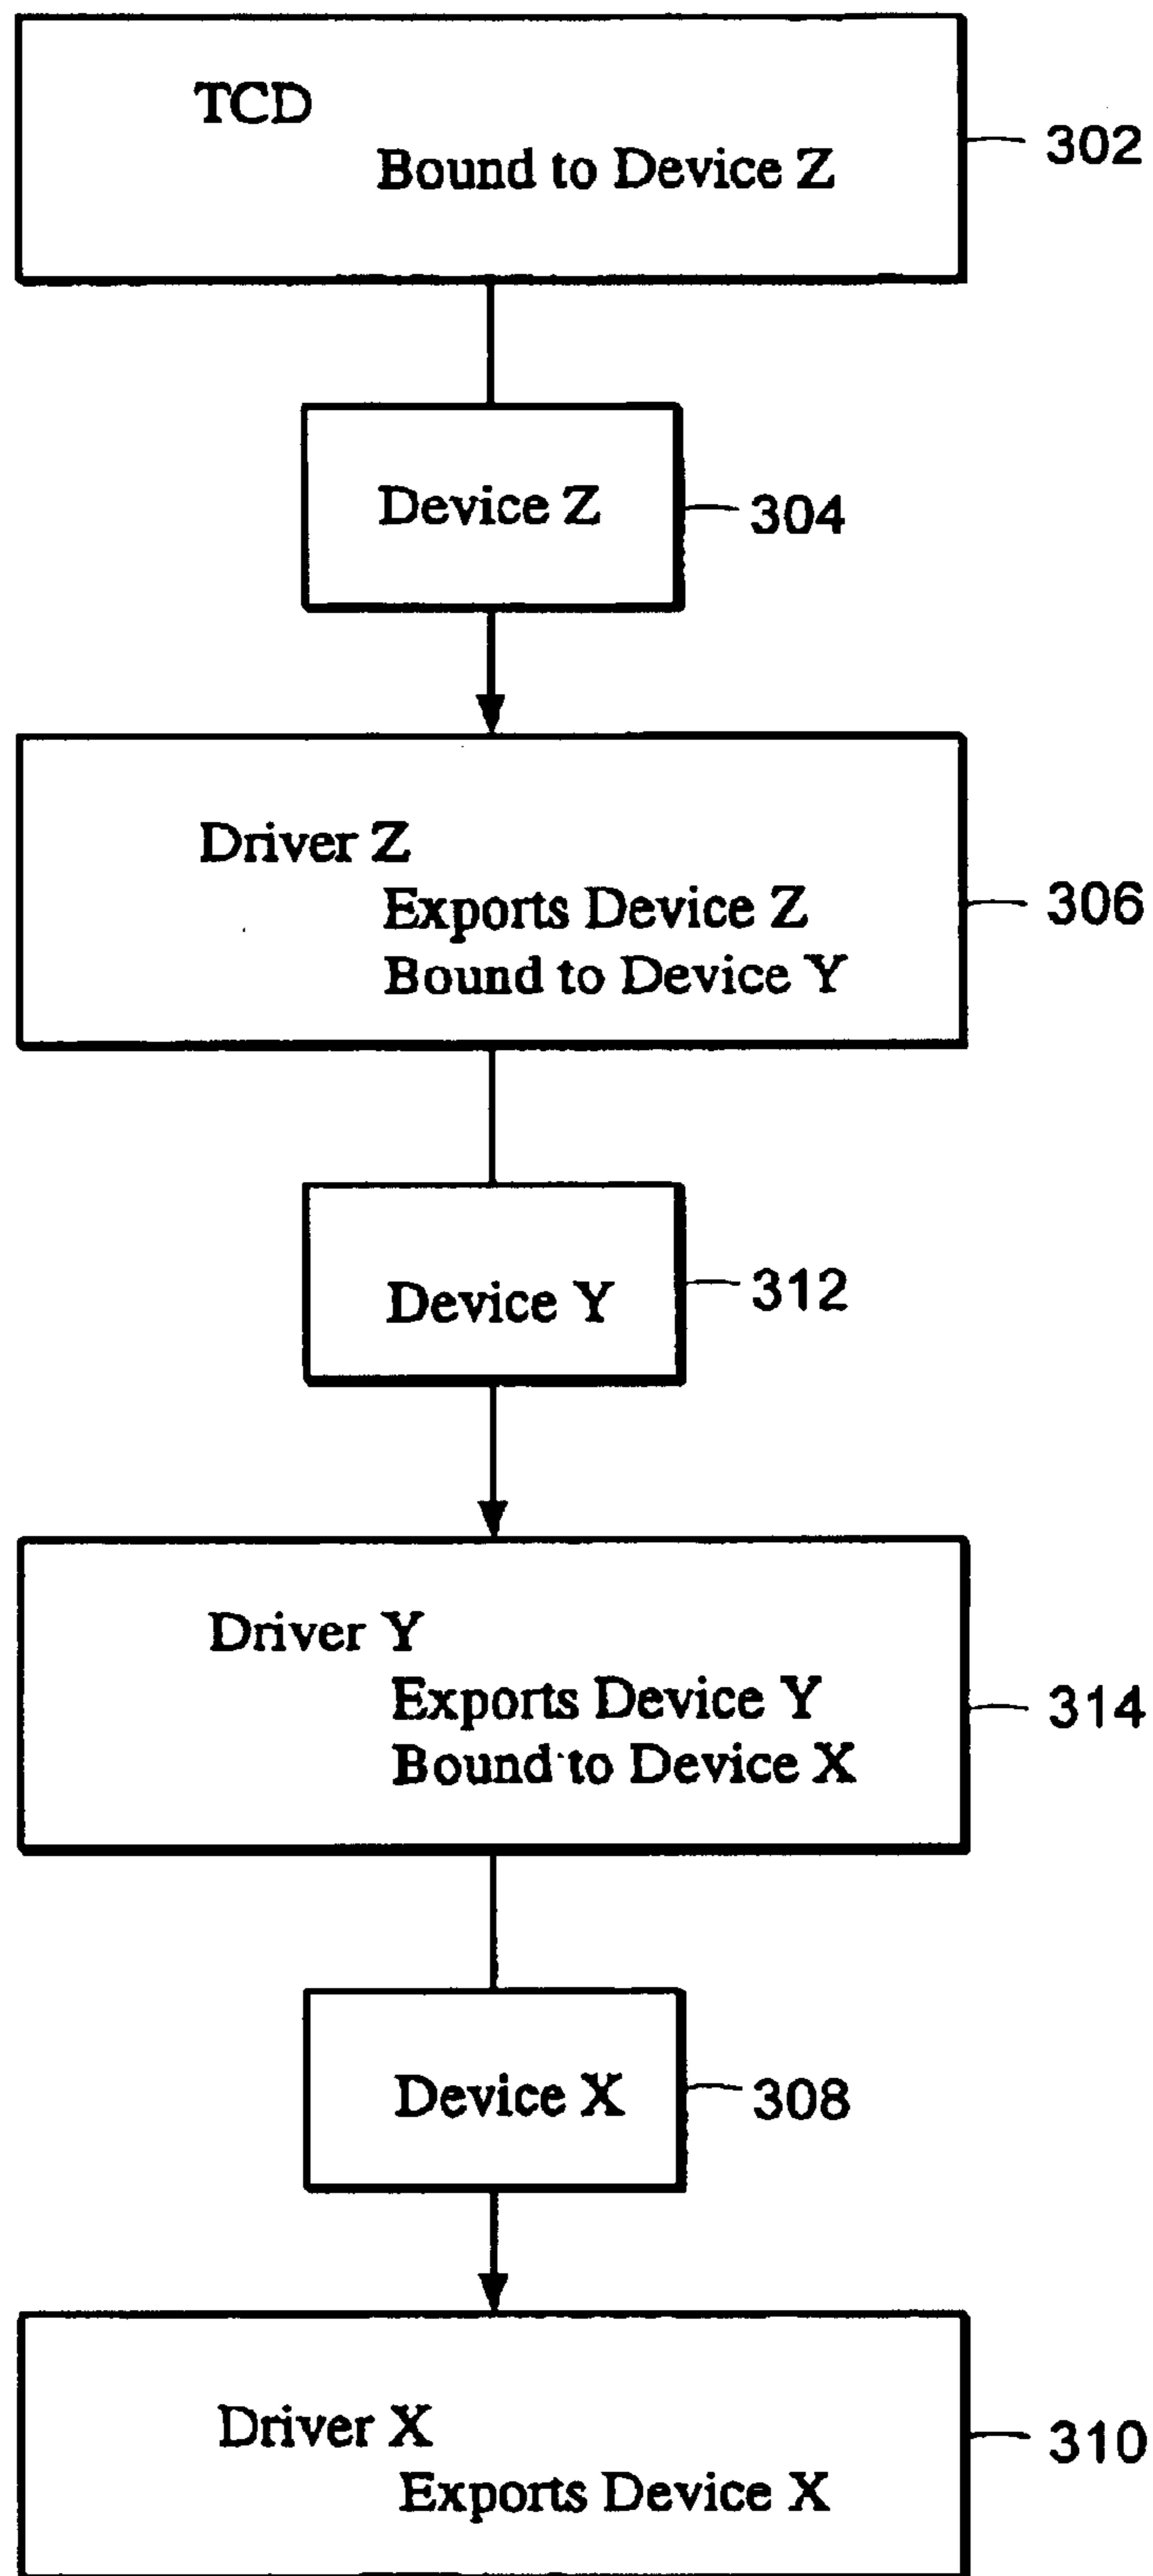 TCD
Bound to Device Z
302
Device Z
304
Driver Z
Exports Device Z
Bound to Device Y
306
Device Y
312
Driver Y
Exports Device Y
Bound to Device X
314
Device X
308
Driver X
Exports Device X
310